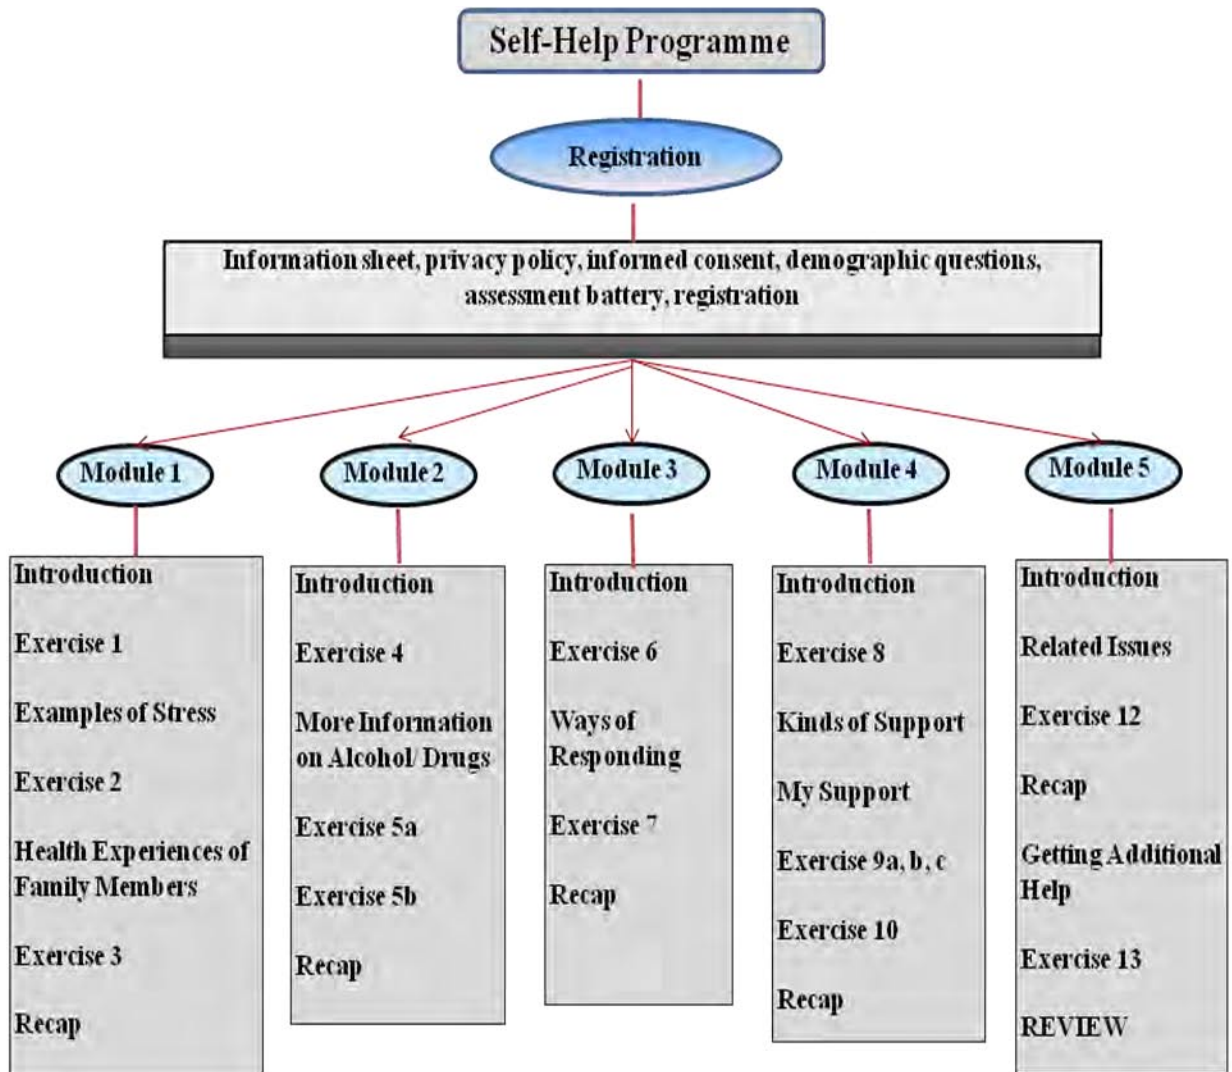 Self-Help Programme
Registration
Information sheet, privacy policy, informed consent, demographic questions,
assessment battery, registration
Module 1
Module 2
Module 3
Module 4
Module 5
Introduction
Exercise 1
Examples of Stress
Exercise 2
Health Experiences of
Family Members
Exercise 3
Recap
Introduction
Exercise 4
More Information
on Alcohol/ Drugs
Exercise 5a
Exercise 5b
Recap
Introduction
Exercise 6
Ways of
Responding
Exercise 7
Recap
Introduction
Exercise 8
Kinds of Support
My Support
Exercise 9a, b, c
Exercise 10
Recap
Introduction
Related Issues
Exercise 12
Recap
Getting Additional
Help
Exercise 13
REVIEW